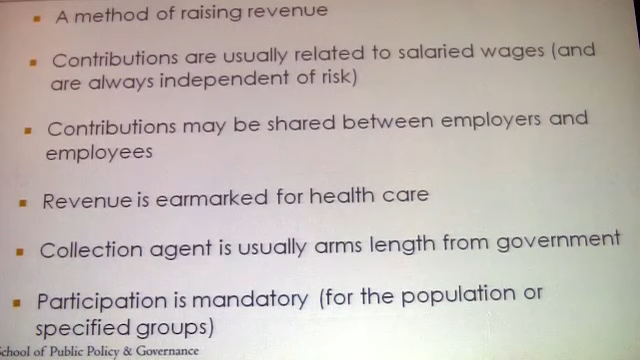 ▪ A method of raising revenue
▪ Contributions are usually related to salaried wages (and
are always independent of risk)
▪ Contributions may be shared between employers and
employees
▪ Revenue is earmarked for health care
▪ Collection agent is usually arms length from government
▪ Participation is mandatory (for the population or
specified groups)
chool of Public Policy & Governance